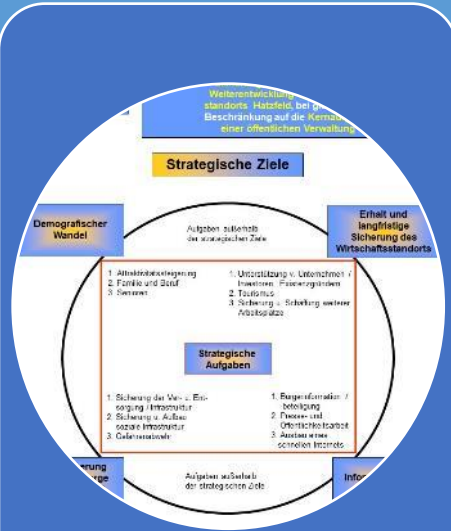 Weiterentwicklung
standorts Hatzfeld, bei
Beschränkung auf die
einer öffentlichen Verwaltung
Strategische Ziele
Demografischer
Wandel
Aufgaben außerhalb
der strategischen Ziele
Erhalt und
langfristige
Sicherung des
Wirtschaftsstandorts
1. Attraktivitätssteigerung
2. Familie und Beruf
3. Senioren
1. Unterstützung v. Unternehmen /
Investoren, Existenzgründern
2. Tourismus
3. Sicherung u. Schaffung weiterer
Arbeitsplätze
Strategische
Aufgaben
1. Sicherung der Ver- u. Ent-
sorgung / Infrastruktur
2. Sicherung u. Aufbau
soziale Infrastruktur
3. Gefahrenabwehr
1. Bürgerinformation /
beteiligung
2. Presse- und
Öffentlichkeitsarbeit
3. Ausbau eines
schnellen Internets
Aufgaben außerhalb
der strategischen Ziele